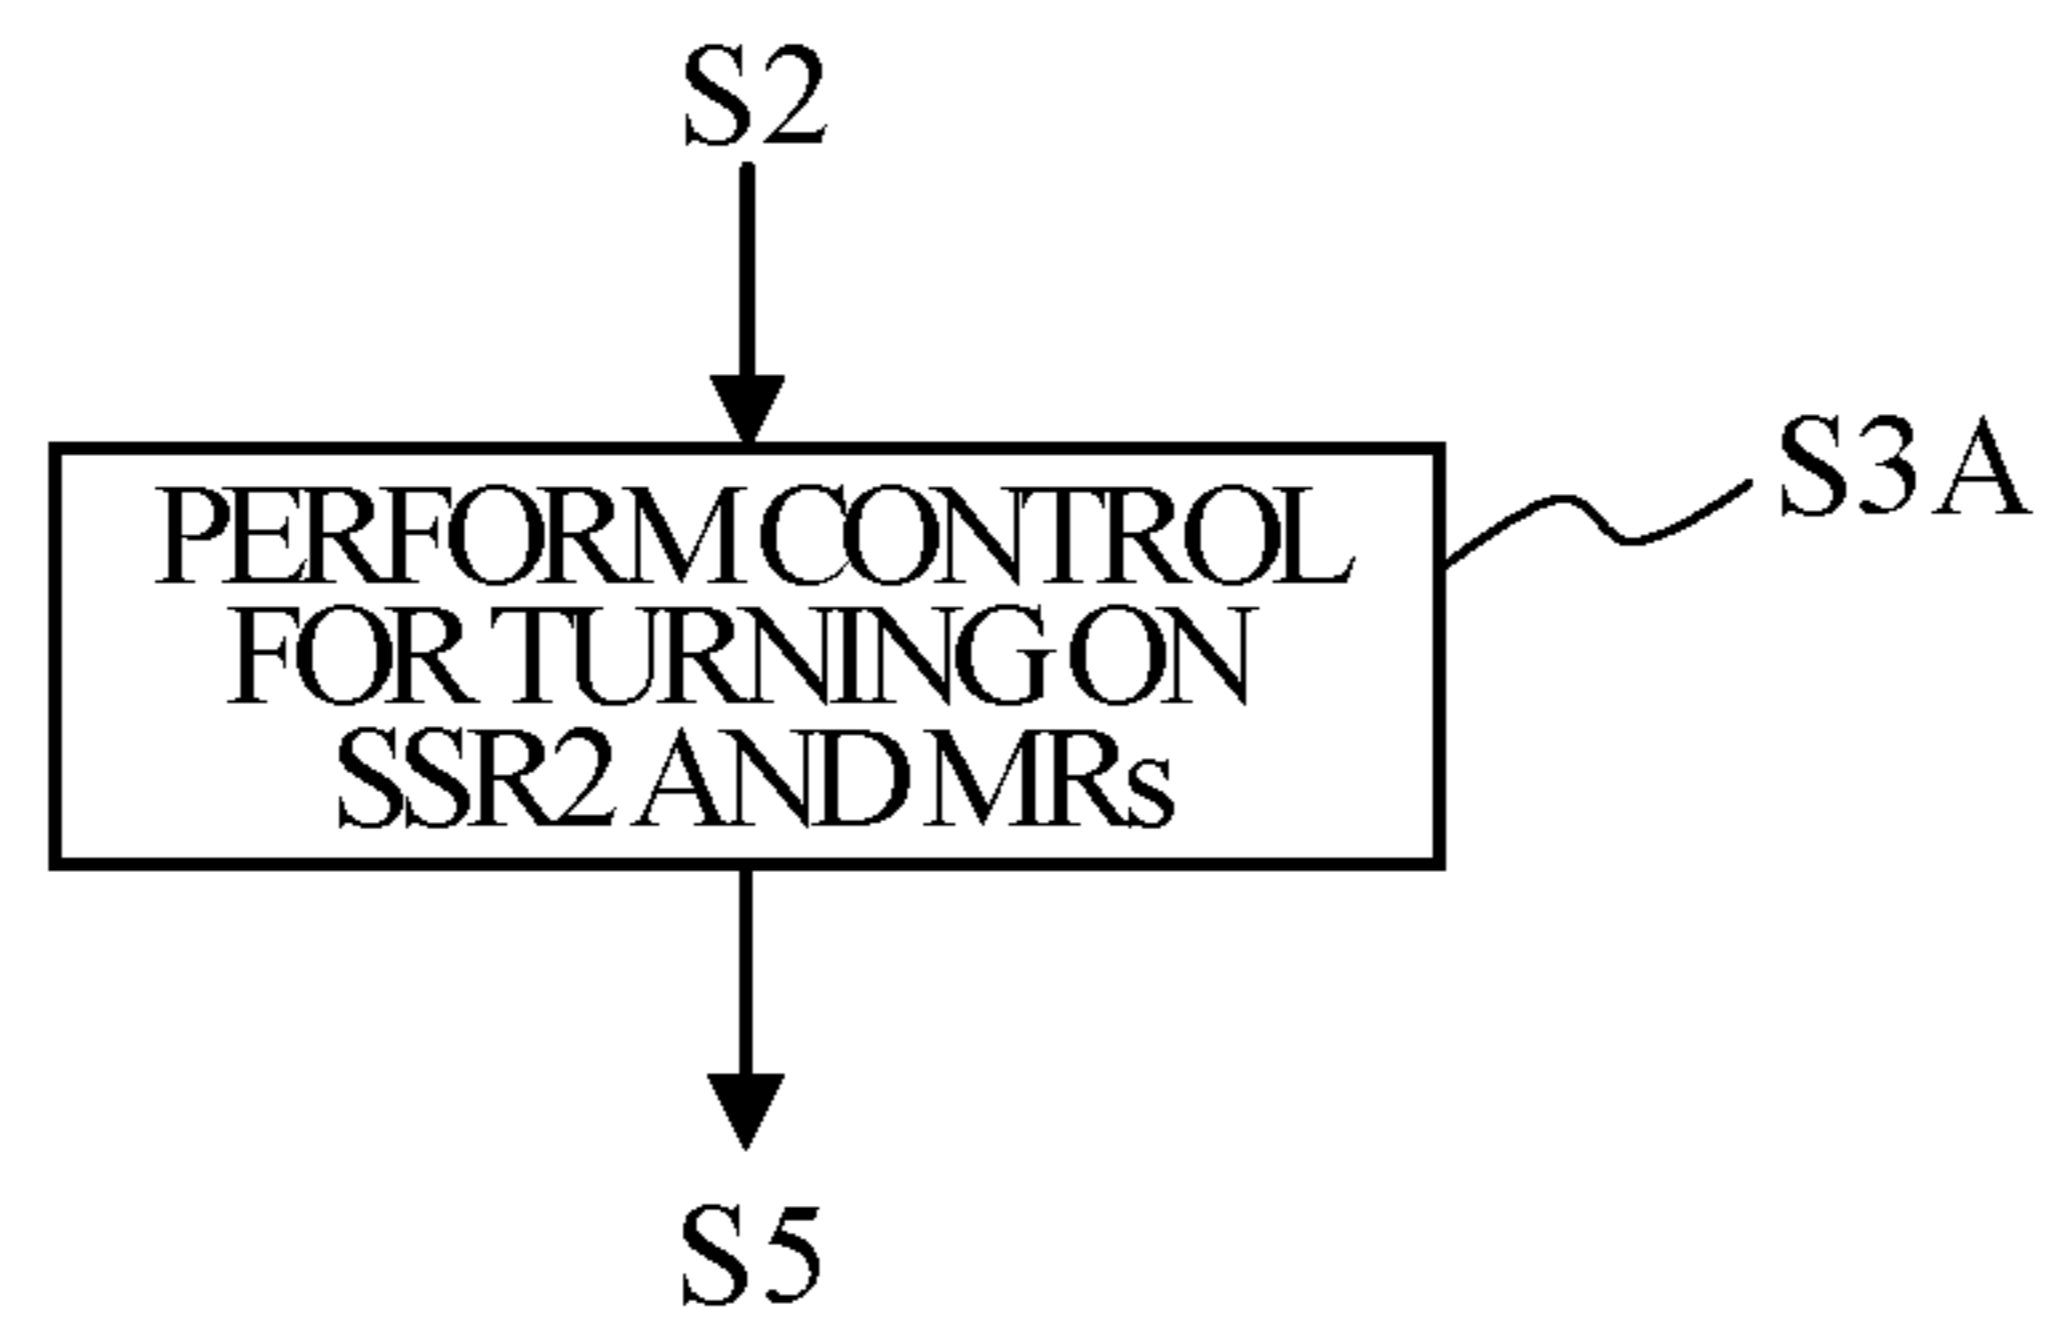 S2
S3A
PERFORM CONTROL
FOR TURNING ON
SSR2 AND MRs
S5